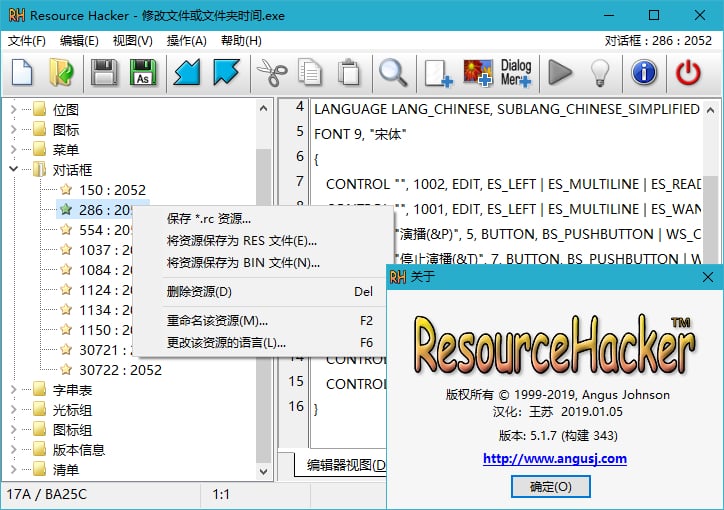 Resource Hacker - 修改文件或文件夹时间.exe
文件(F) 编辑(E) 视图(V) 操作(A) 帮助(H) 对话框 : 286 : 2052
As Dialog
Menu
位图
图标
菜单
对话框
150 : 2052
286 : 205
554 : 20
1037 : 2
1084 : 2
1124 : 2
1134 : 2
1150 : 2
30721 : 2
30722 : 2052
字串表
光标组
图标组
版本信息
清单
保存 *.rc 资源...
将资源保存为 RES 文件(E)...
将资源保存为 BIN 文件(N)...
删除资源(D) Del
重命名该资源(M)... F2
更改该资源的语言(L)... F6
4 LANGUAGE LANG_CHINESE, SUBLANG_CHINESE_SIMPLIFIED
5 FONT 9, "宋体"
6 {
7 CONTROL "", 1002, EDIT, ES_LEFT | ES_MULTILINE | ES_READ
CONTROL "", 1001, EDIT, ES_LEFT | ES_MULTILINE | ES_WAN
"演播(&P)", 5, BUTTON, BS_PUSHBUTTON | WS_C
"停止演播(&T)", 7, BUTTON, BS_PUSHBUTTON | WS
CONTRO
15 CONTRO
16 }
编辑器视图(D
17A / BA25C 1:1
RH 关于
ResourceHacker™
版权所有 © 1999-2019, Angus Johnson
汉化: 王苏 2019.01.05
版本: 5.1.7 (构建 343)
http://www.angusj.com
确定(O)